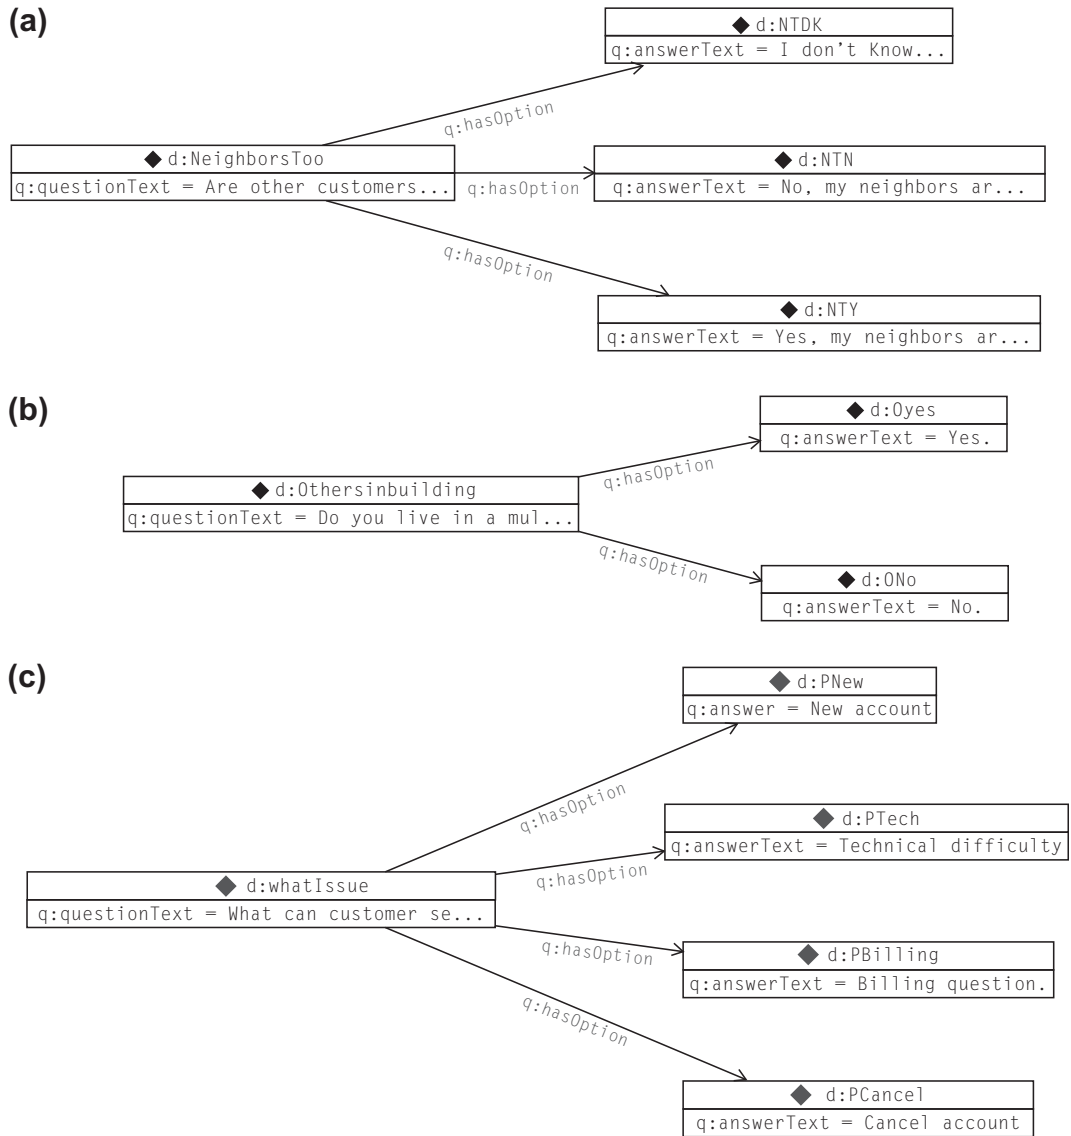 (a)
d:NTDK
q:answerText = I don't Know...
q:hasOption
d:NeighborsToo
q:questionText = Are other customers...
q:hasOption
d:NTN
q:answerText = No, my neighbors ar...
q:hasOption
d:NTY
q:answerText = Yes, my neighbors ar...
(b)
d:Oyes
q:answerText = Yes.
q:hasOption
d:Othersinbuilding
q:questionText = Do you live in a mul...
q:hasOption
d:ONo
q:answerText = No.
(c)
d:PNew
q:answer = New account
q:hasOption
d:PTech
q:answerText = Technical difficulty
q:hasOption
d:whatIssue
q:questionText = What can customer se...
q:hasOption
d:PBilling
q:answerText = Billing question.
q:hasOption
d:PCancel
q:answerText = Cancel account